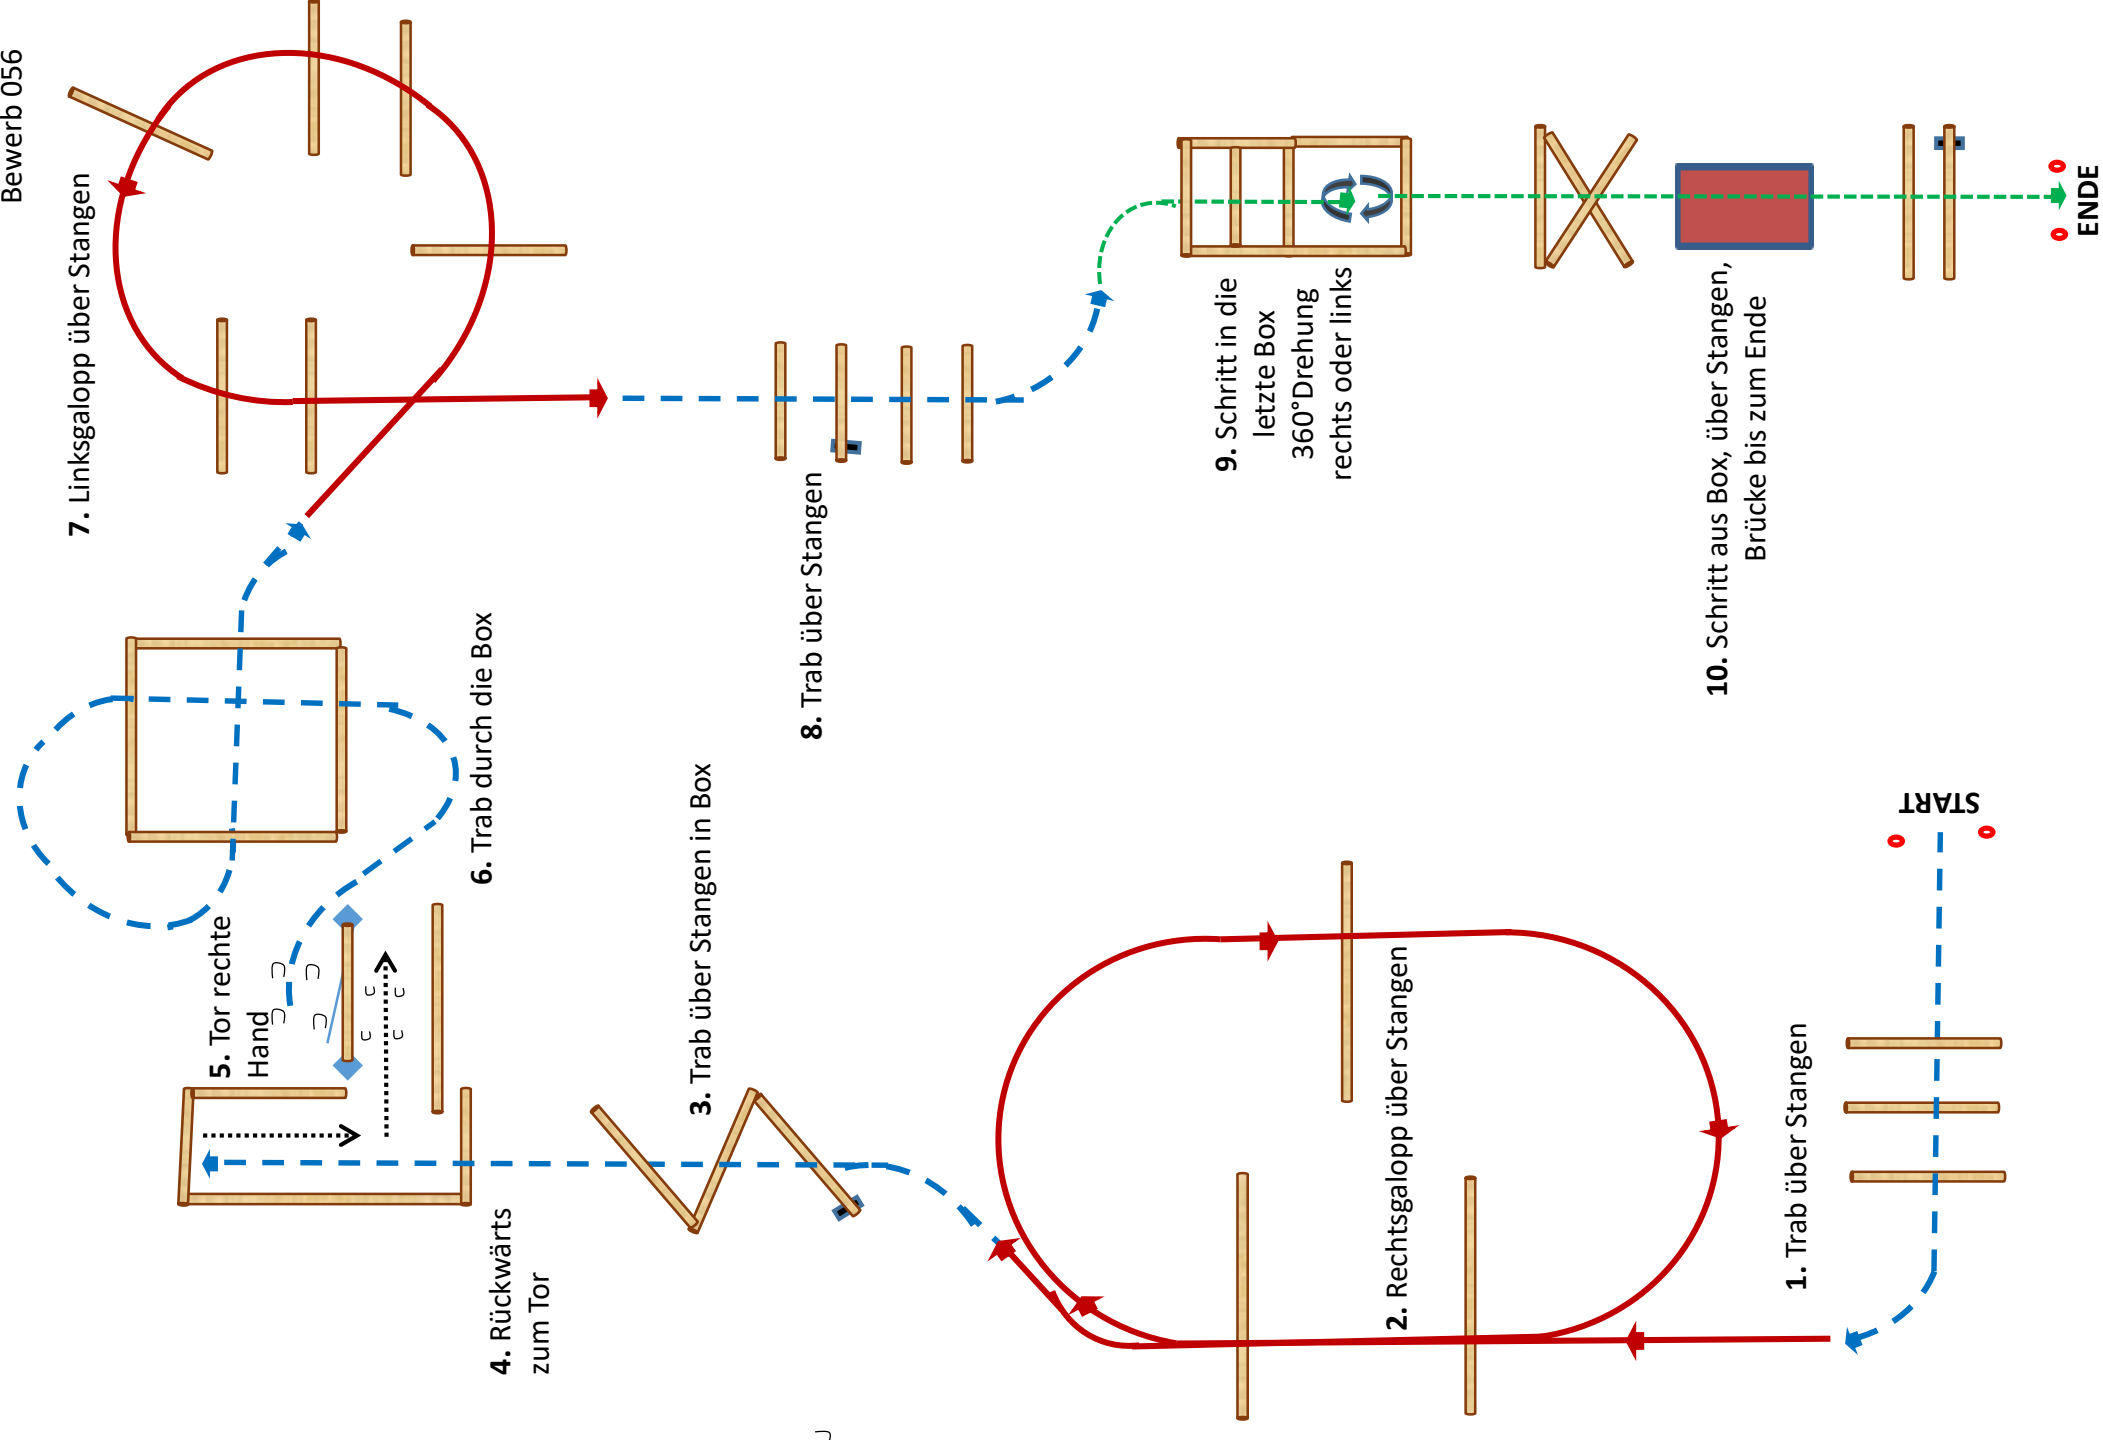 Bewerb 056
START
1. Trab über Stangen
2. Rechtsgalopp über Stangen
3. Trab über Stangen in Box
4. Rückwärts
zum Tor
5. Tor rechte
Hand
6. Trab durch die Box
7. Linksgalopp über Stangen
8. Trab über Stangen
9. Schritt in die
letzte Box
360°Drehung
rechts oder links
10. Schritt aus Box, über Stangen,
Brücke bis zum Ende
ENDE